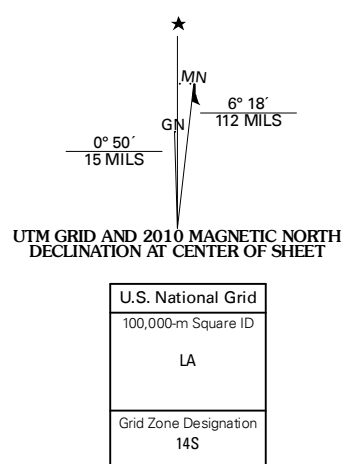 ★
MN
GN
6° 18´
112 MILS
0° 50´
15 MILS
UTM GRID AND 2010 MAGNETIC NORTH
DECLINATION AT CENTER OF SHEET
U.S. National Grid
100,000-m Square ID
LA
Grid Zone Designation
14S